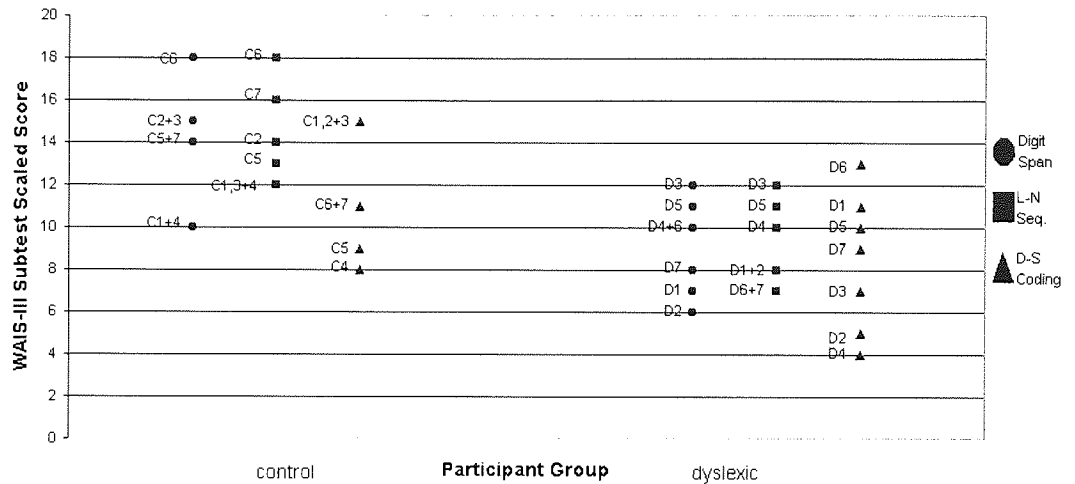 20
18
16
14
12
10
8
6
4
2
0
WAIS-III Subtest Scaled Score
C6
C2+3
C5+7
C1+4
C6
C7
C2
C5
C1,3+4
C1,2+3
C6+7
C5
C4
D3
D5
D4+6
D7
D1
D2
D3
D5
D4
D1+2
D6+7
D6
D1
D5
D7
D3
D2
D4
Digit
Span
L-N
Seq.
D-S
Coding
control
Participant Group
dyslexic